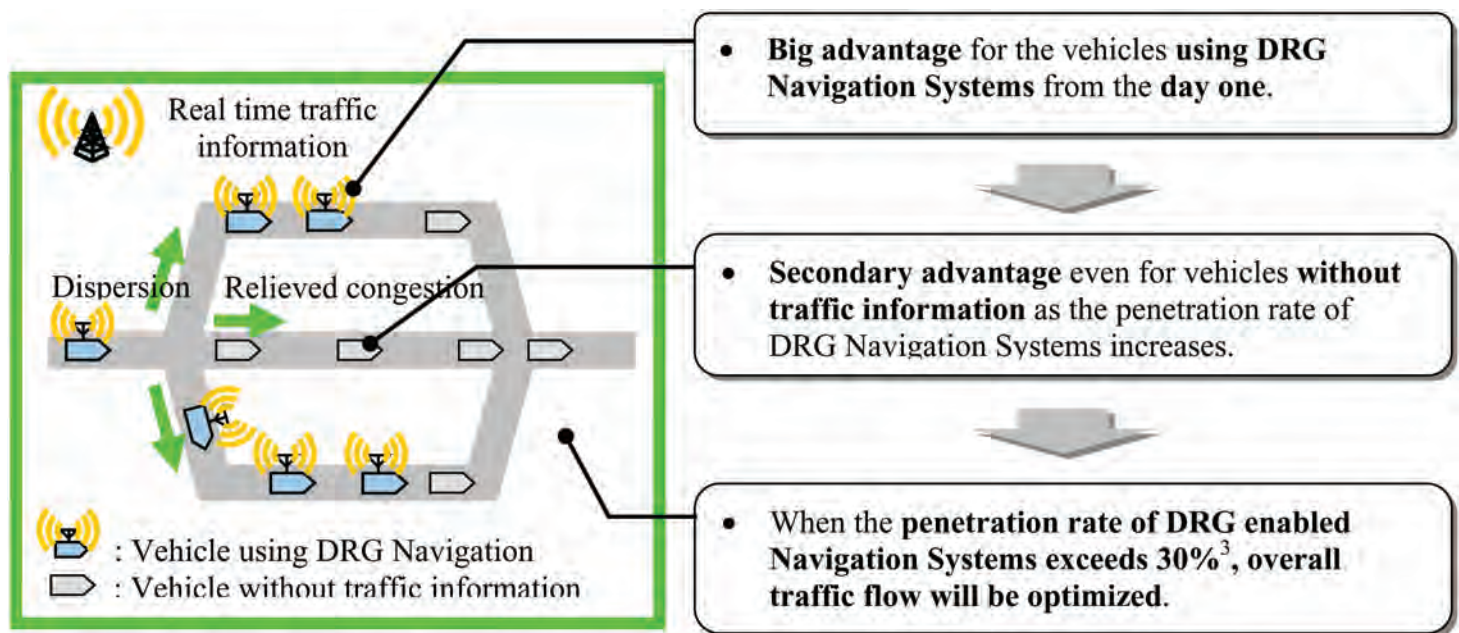 Real time traffic
information
Dispersion
Relieved congestion
: Vehicle using DRG Navigation
: Vehicle without traffic information
• Big advantage for the vehicles using DRG
Navigation Systems from the day one.
• Secondary advantage even for vehicles without
traffic information as the penetration rate of
DRG Navigation Systems increases.
• When the penetration rate of DRG enabled
Navigation Systems exceeds 30%³, overall
traffic flow will be optimized.